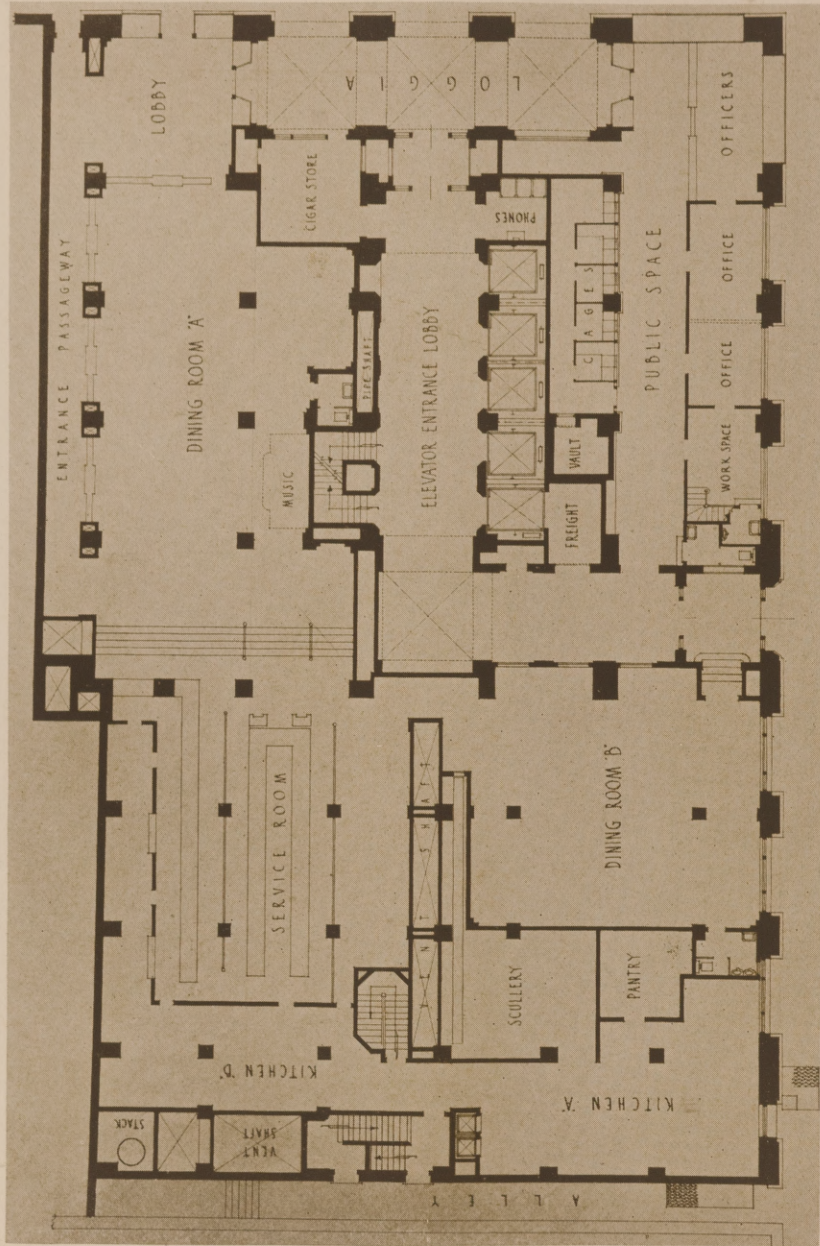 LOGGIA
LOBBY
CIGAR STORE
PHONES
OFFICERS
ENTRANCE PASSAGEWAY
DINING ROOM "A"
PIPE SHAFT
ELEVATOR ENTRANCE LOBBY
CAGES
PUBLIC SPACE
OFFICE
OFFICE
MUSIC
VAULT
WORK SPACE
FREIGHT
SERVICE ROOM
VENT SHAFT
DINING ROOM "B"
SCULLERY
PANTRY
KITCHEN "D"
KITCHEN "A"
STACK
VENT
SHAFT
ALLEY